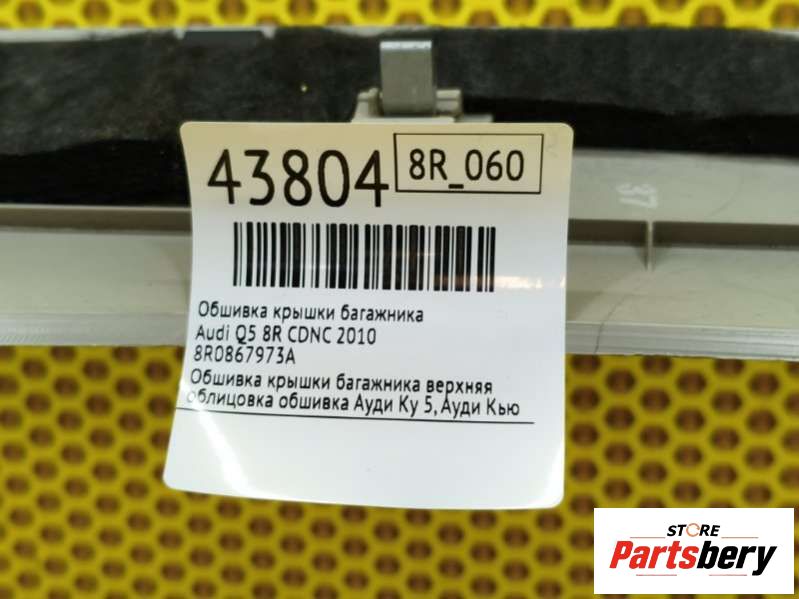 43804
8R_060
Обшивка крышки багажника
Audi Q5 8R CDNC 2010
8R0867973A
Обшивка крышки багажника верхняя
облицовка обшивка Ауди Ку 5, Ауди Кью
37
STORE
Partsbery